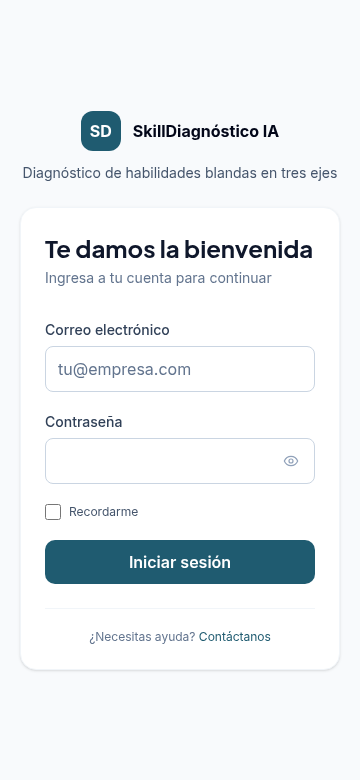 SD
SkillDiagnóstico IA
Diagnóstico de habilidades blandas en tres ejes
Te damos la bienvenida
Ingresa a tu cuenta para continuar
Correo electrónico
tu@empresa.com
Contraseña
Recordarme
Iniciar sesión
¿Necesitas ayuda? Contáctanos